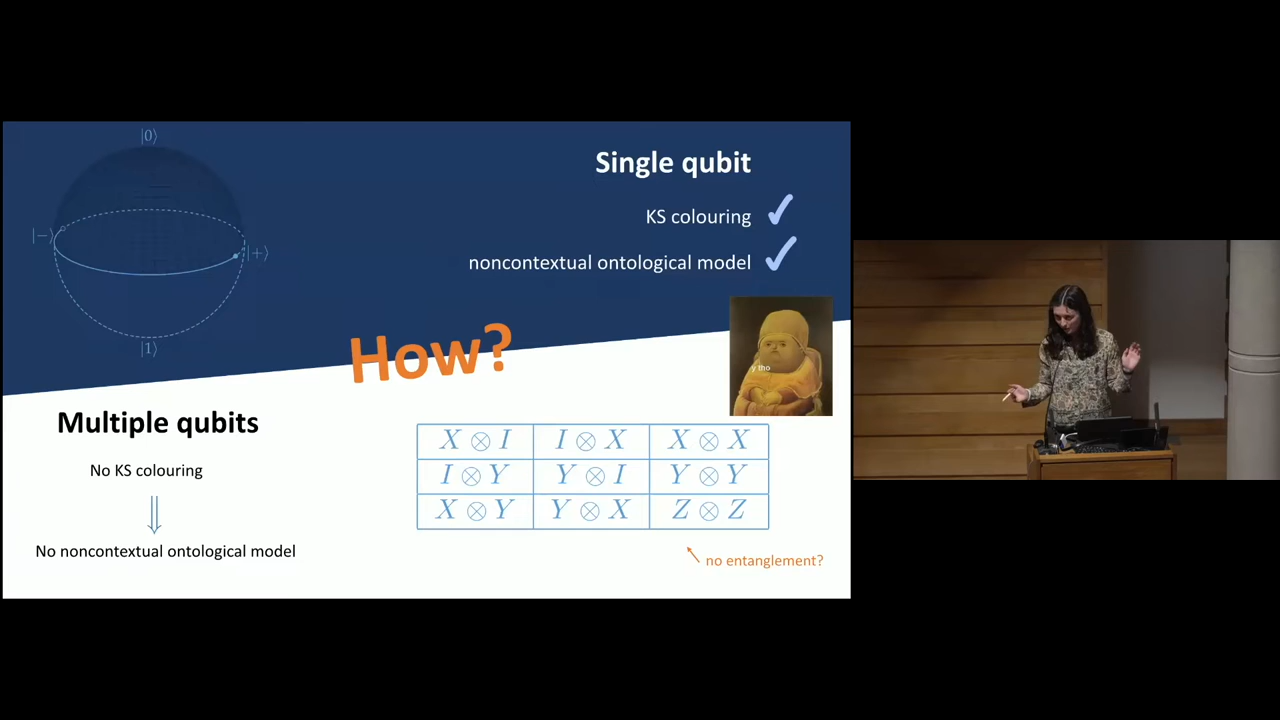 |0⟩
|−⟩
|+⟩
|1⟩
Single qubit
KS colouring ✓
noncontextual ontological model ✓
How?
y tho
Multiple qubits
No KS colouring
⇓
No noncontextual ontological model
X ⊗ I I ⊗ X X ⊗ X
I ⊗ Y Y ⊗ I Y ⊗ Y
X ⊗ Y Y ⊗ X Z ⊗ Z
no entanglement?